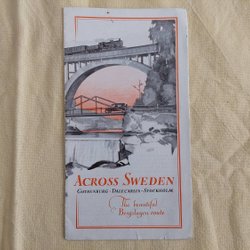 ACROSS SWEDEN
GOTHENBURG - DALECARLIA - STOCKHOLM
The beautiful
Bergslagen route